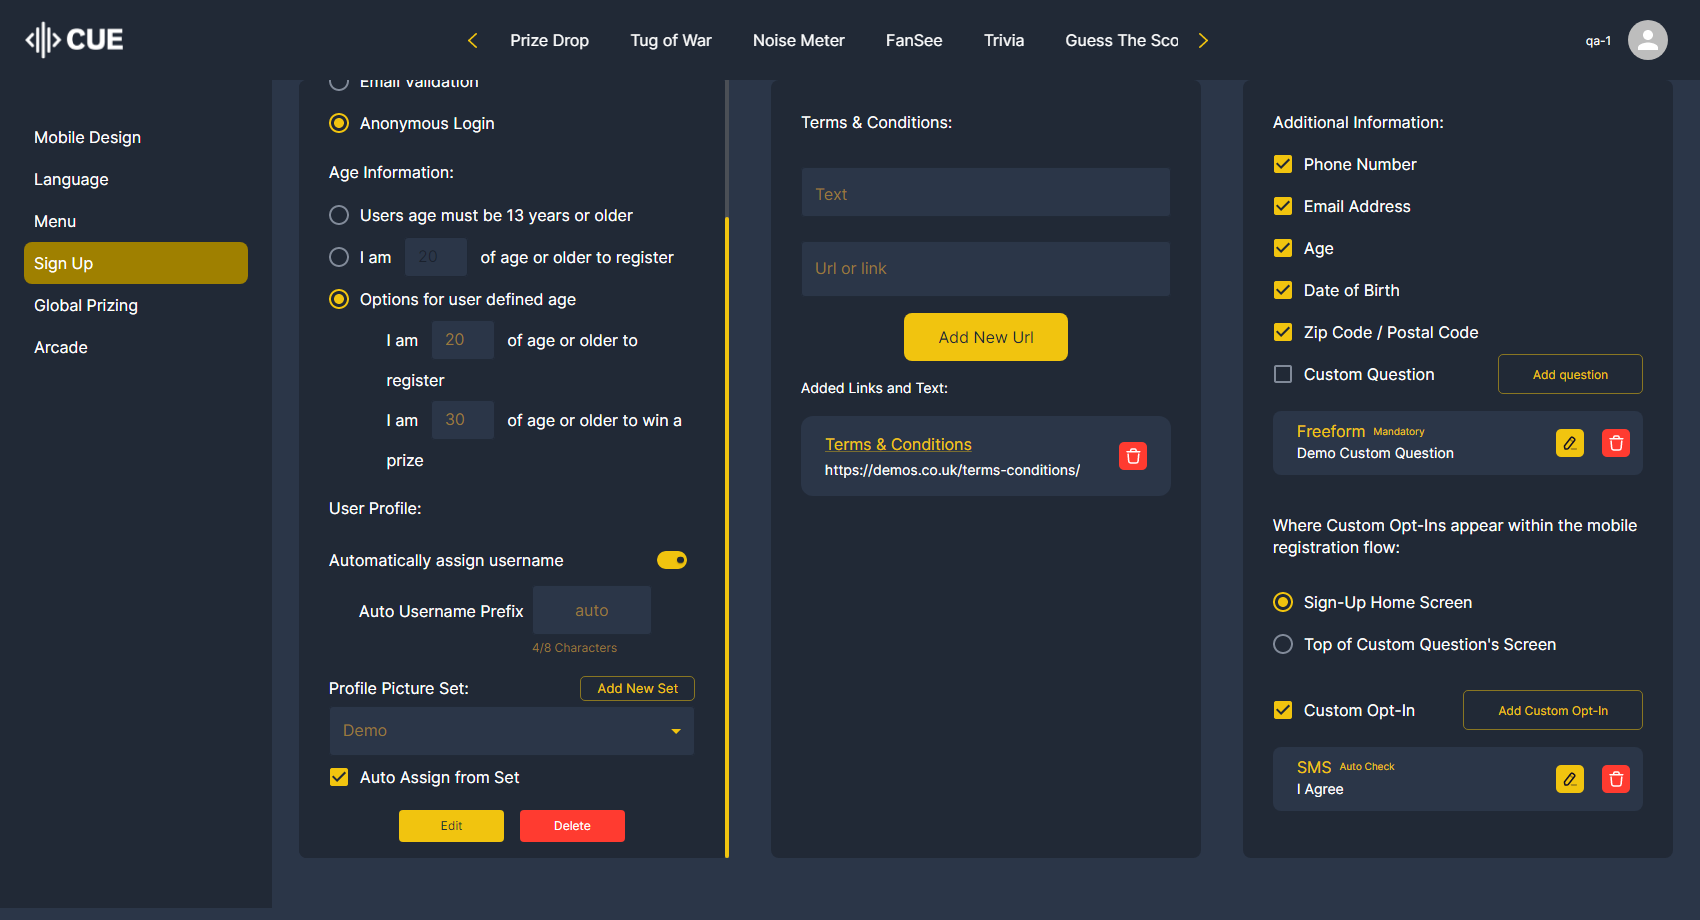 CUE
Prize Drop
Tug of War
Noise Meter
FanSee
Trivia
Guess The Sco
qa-1
Mobile Design
Language
Menu
Sign Up
Global Prizing
Arcade
Email Validation
Anonymous Login
Age Information:
Users age must be 13 years or older
I am 20 of age or older to register
Options for user defined age
I am 20 of age or older to
register
I am 30 of age or older to win a
prize
User Profile:
Automatically assign username
Auto Username Prefix auto
4/8 Characters
Profile Picture Set:
Add New Set
Demo
Auto Assign from Set
Edit
Delete
Terms & Conditions:
Text
Url or link
Add New Url
Added Links and Text:
Terms & Conditions
https://demos.co.uk/terms-conditions/
Additional Information:
Phone Number
Email Address
Age
Date of Birth
Zip Code / Postal Code
Custom Question
Add question
Freeform Mandatory
Demo Custom Question
Where Custom Opt-Ins appear within the mobile
registration flow:
Sign-Up Home Screen
Top of Custom Question's Screen
Custom Opt-In
Add Custom Opt-In
SMS Auto Check
I Agree